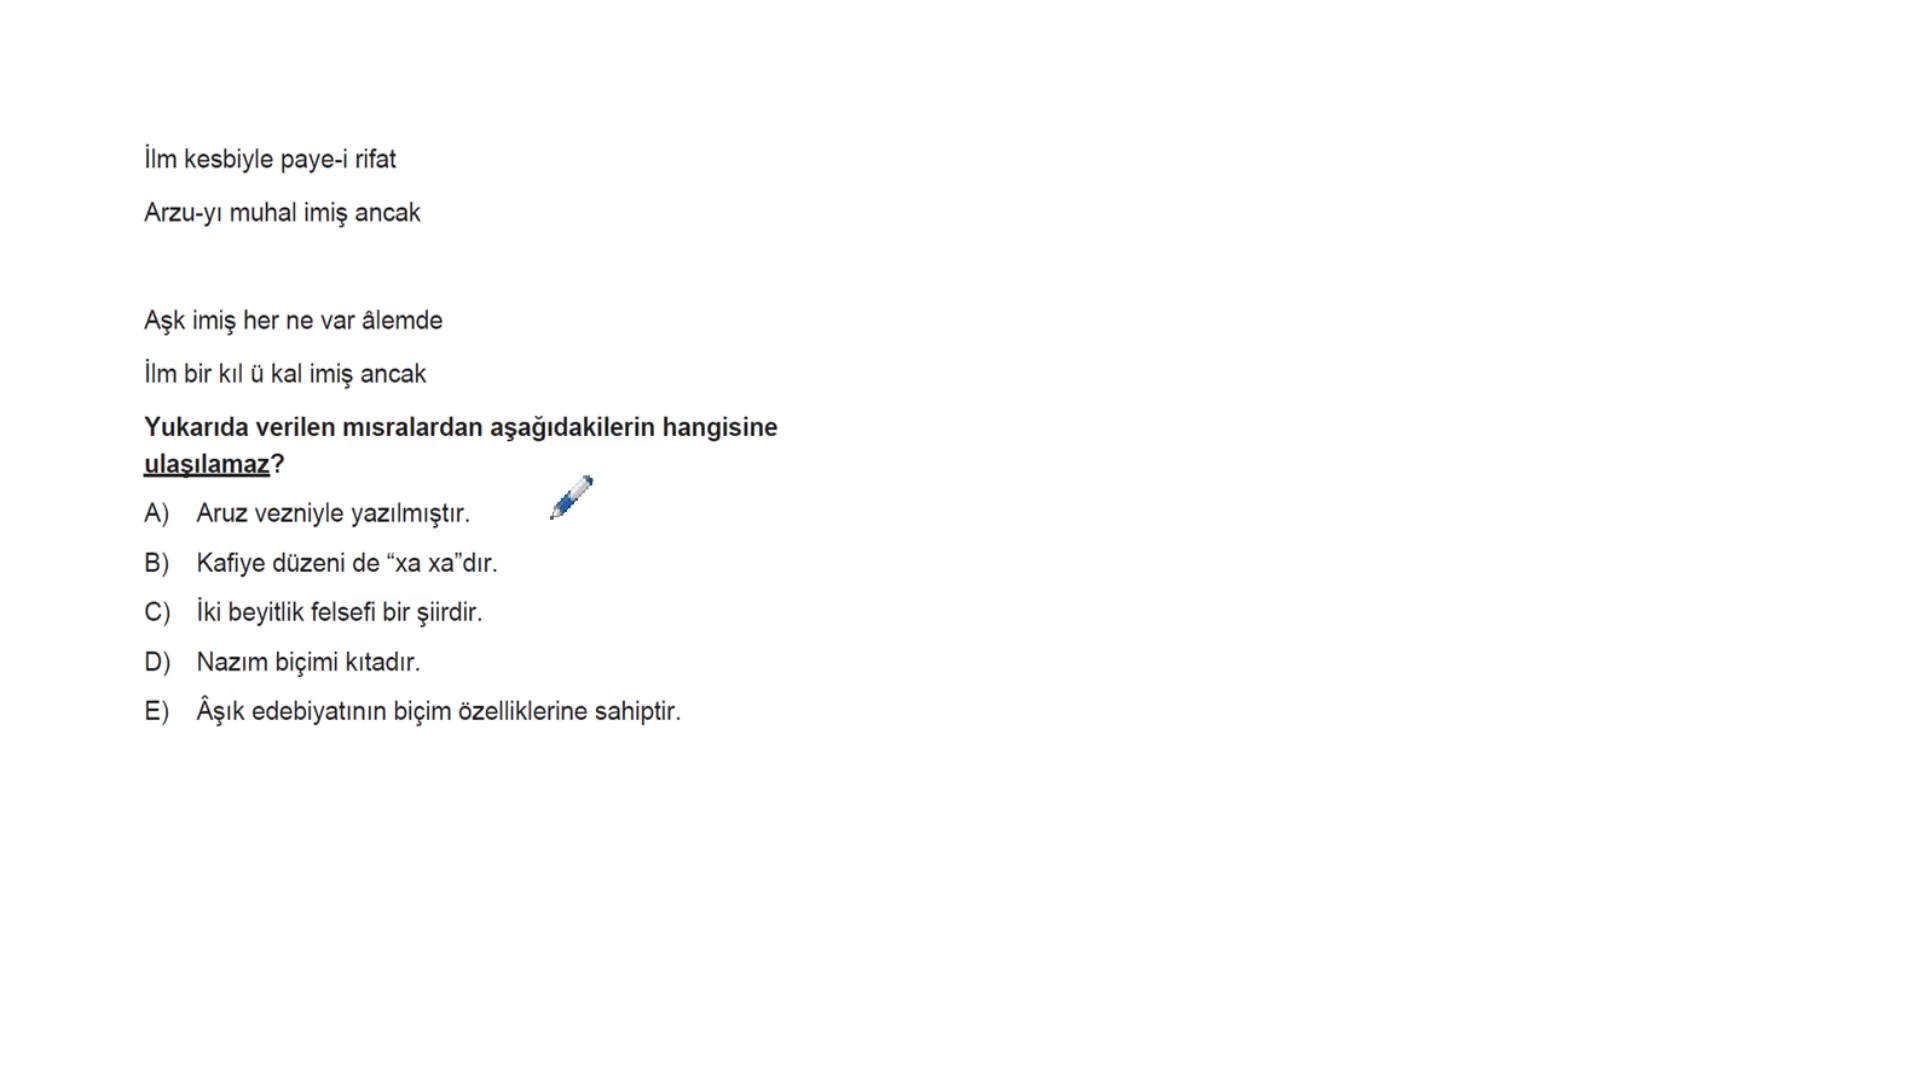 İlm kesbiyle paye-i rifat
Arzu-yı muhal imiş ancak
Aşk imiş her ne var âlemde
İlm bir kıl ü kal imiş ancak
Yukarıda verilen mısralardan aşağıdakilerin hangisine
ulaşılamaz?
A) Aruz vezniyle yazılmıştır.
B) Kafiye düzeni de “xa xa”dır.
C) İki beyitlik felsefi bir şiirdir.
D) Nazım biçimi kıtadır.
E) Âşık edebiyatının biçim özelliklerine sahiptir.